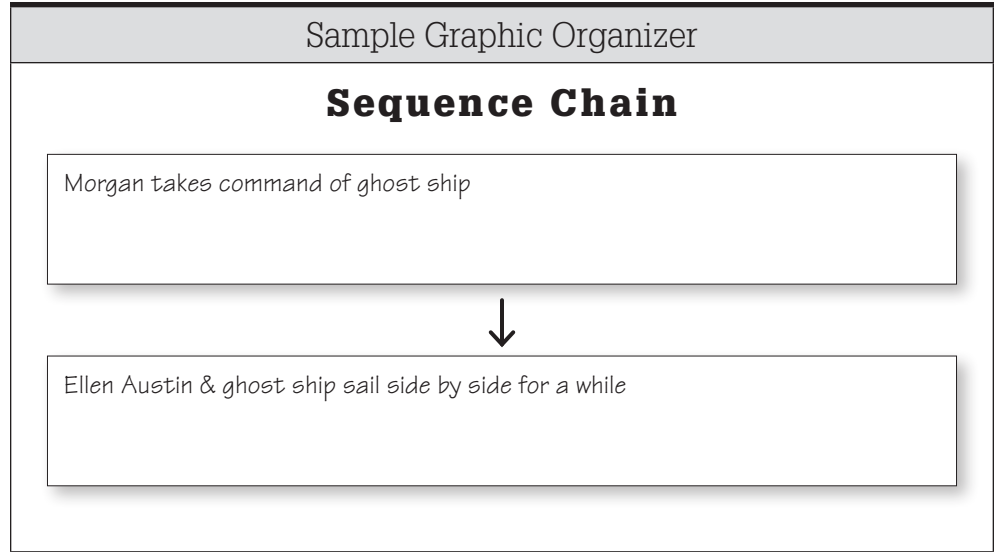 Sample Graphic Organizer
Sequence Chain
Morgan takes command of ghost ship
Ellen Austin & ghost ship sail side by side for a while